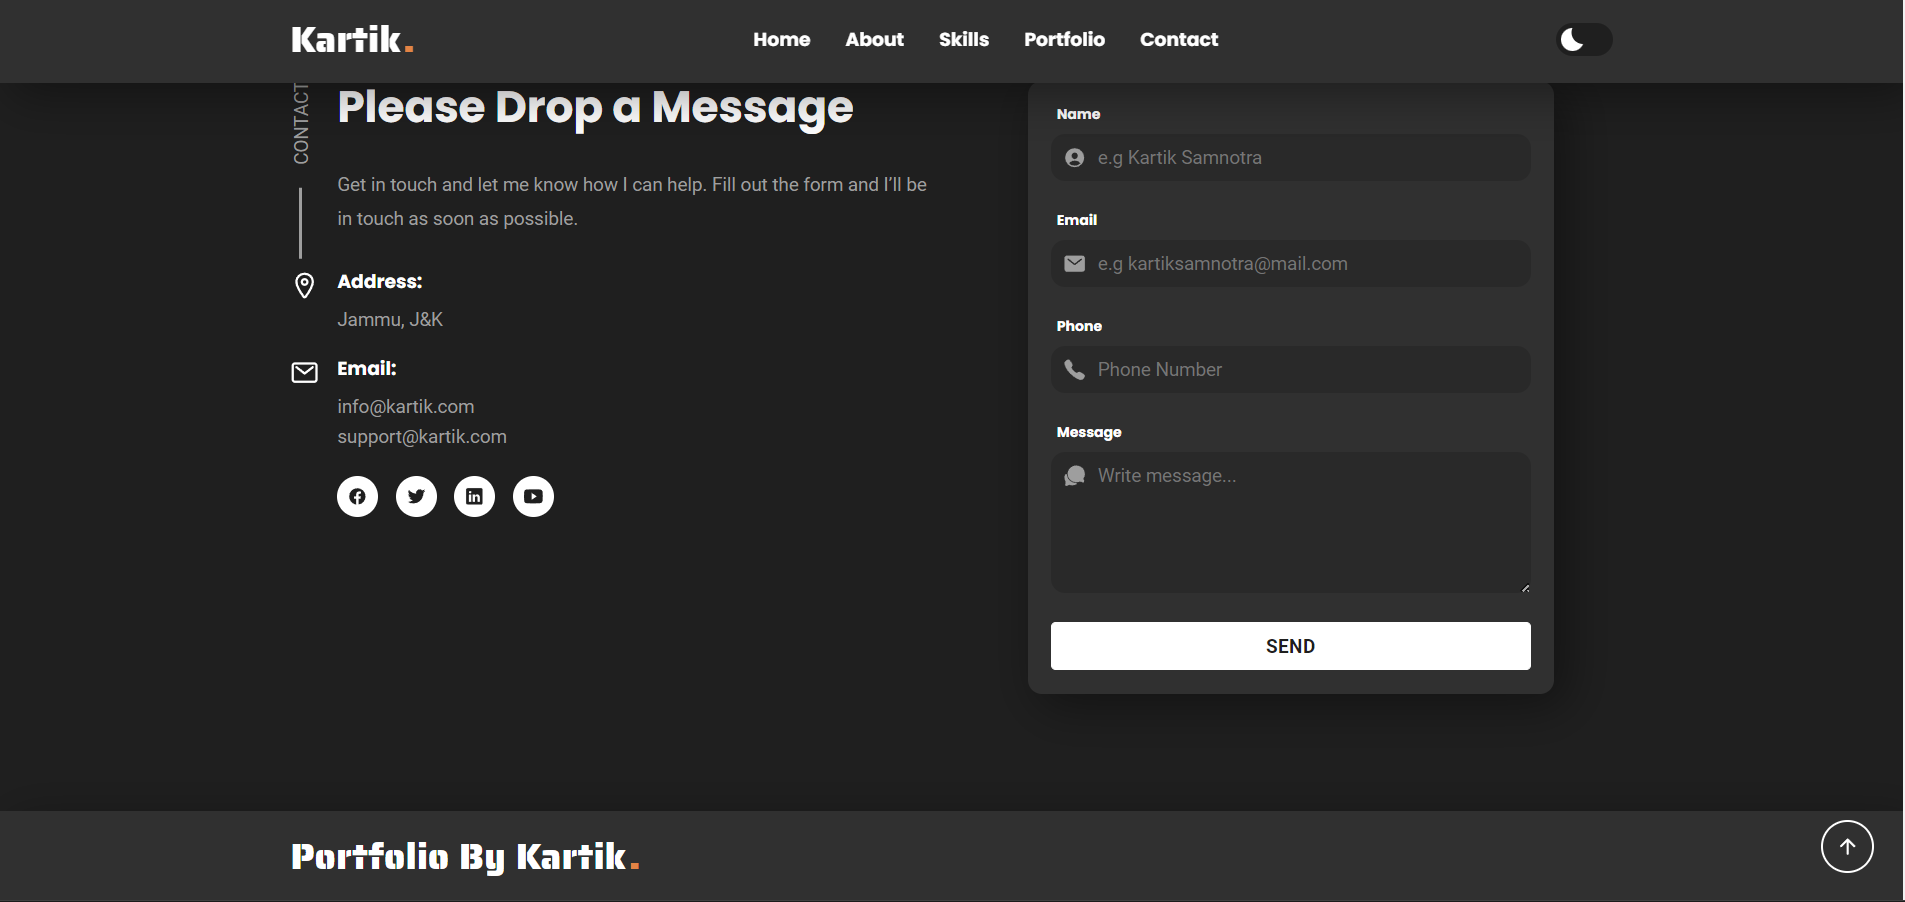 Kartik.
Home About Skills Portfolio Contact
CONTACT
Please Drop a Message
Get in touch and let me know how I can help. Fill out the form and I’ll be
in touch as soon as possible.
Address:
Jammu, J&K
Email:
info@kartik.com
support@kartik.com
Name
e.g Kartik Samnotra
Email
e.g kartiksamnotra@mail.com
Phone
Phone Number
Message
Write message...
SEND
Portfolio By Kartik.